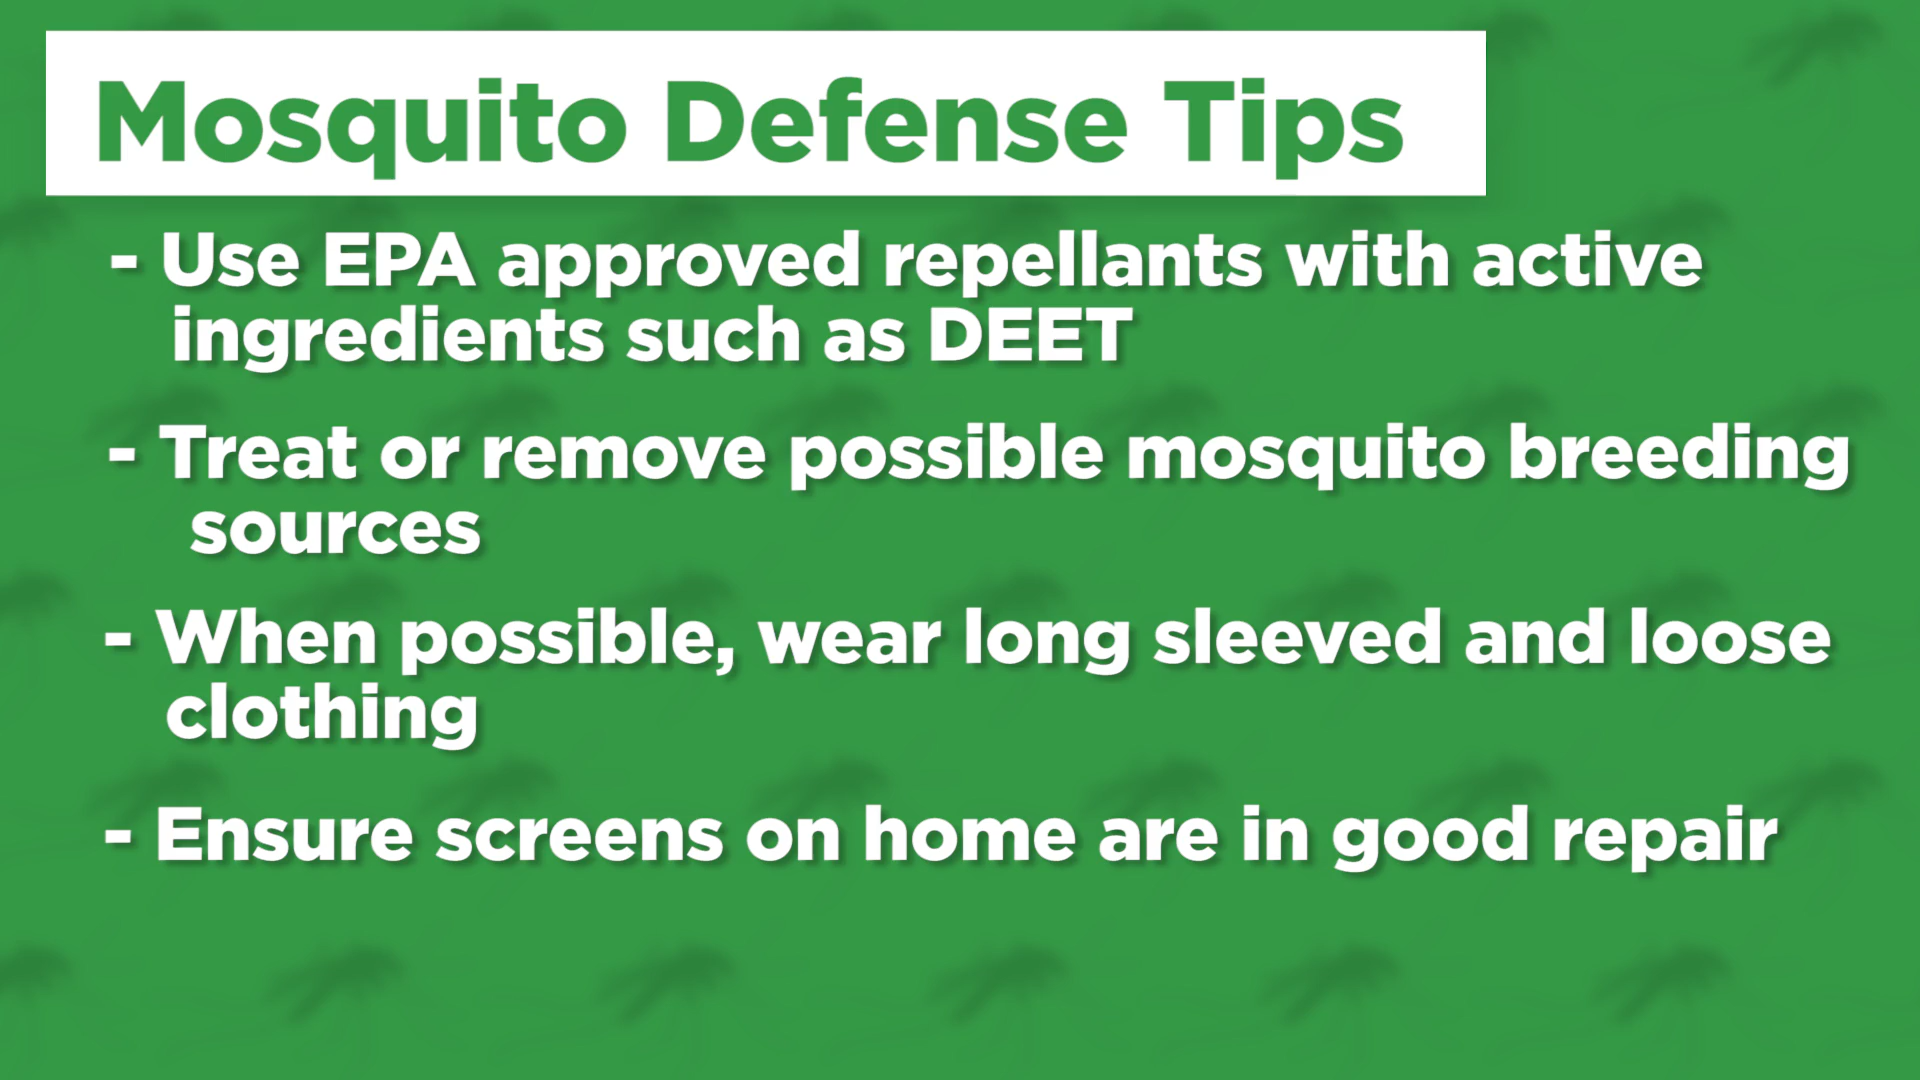 Mosquito Defense Tips
- Use EPA approved repellants with active
ingredients such as DEET
- Treat or remove possible mosquito breeding
sources
- When possible, wear long sleeved and loose
clothing
- Ensure screens on home are in good repair